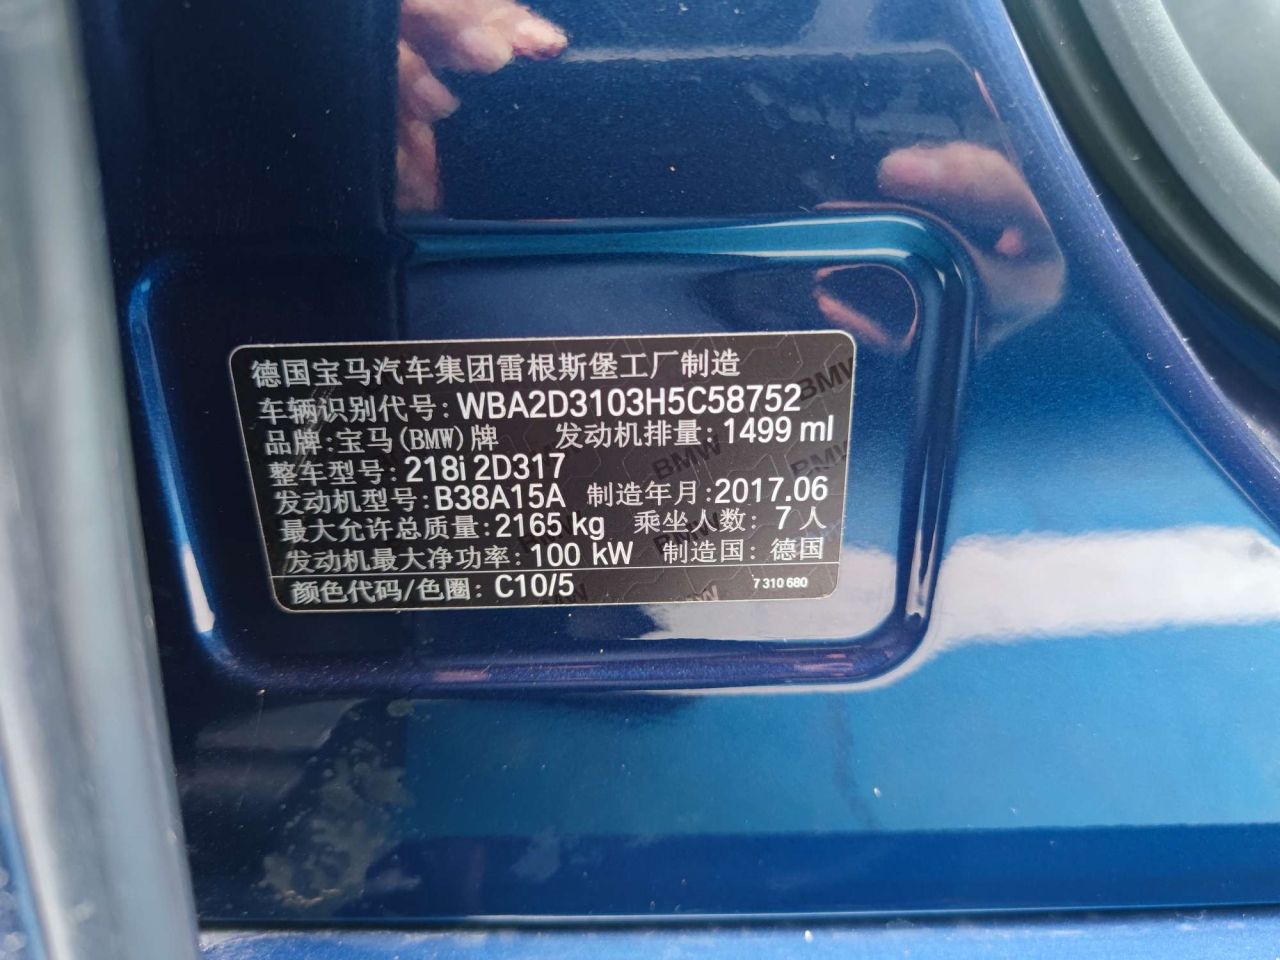 德国宝马汽车集团雷根斯堡工厂制造
车辆识别代号: WBA2D3103H5C58752
品牌:宝马(BMW)牌 发动机排量: 1499 ml
整车型号: 218i 2D317
发动机型号: B38A15A 制造年月:2017.06
最大允许总质量: 2165 kg 乘坐人数: 7 人
发动机最大净功率: 100 kW 制造国: 德国
颜色代码/色圈: C10/5 7 310 680
BMW
BMW
BMW
BMW
BMW